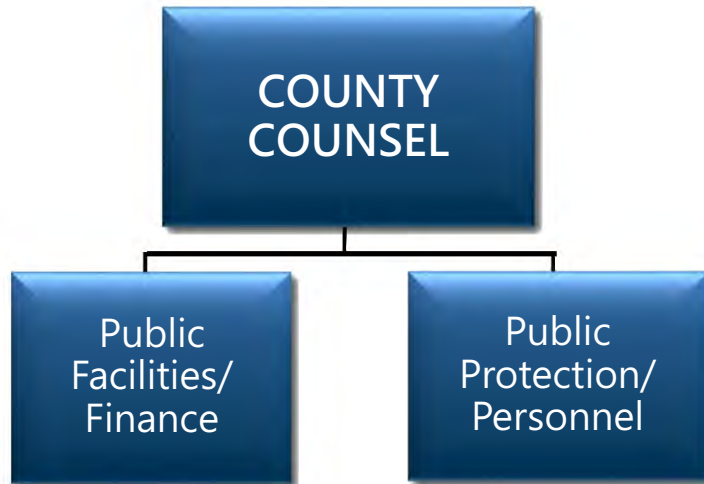 COUNTY
COUNSEL
Public
Facilities/
Finance
Public
Protection/
Personnel